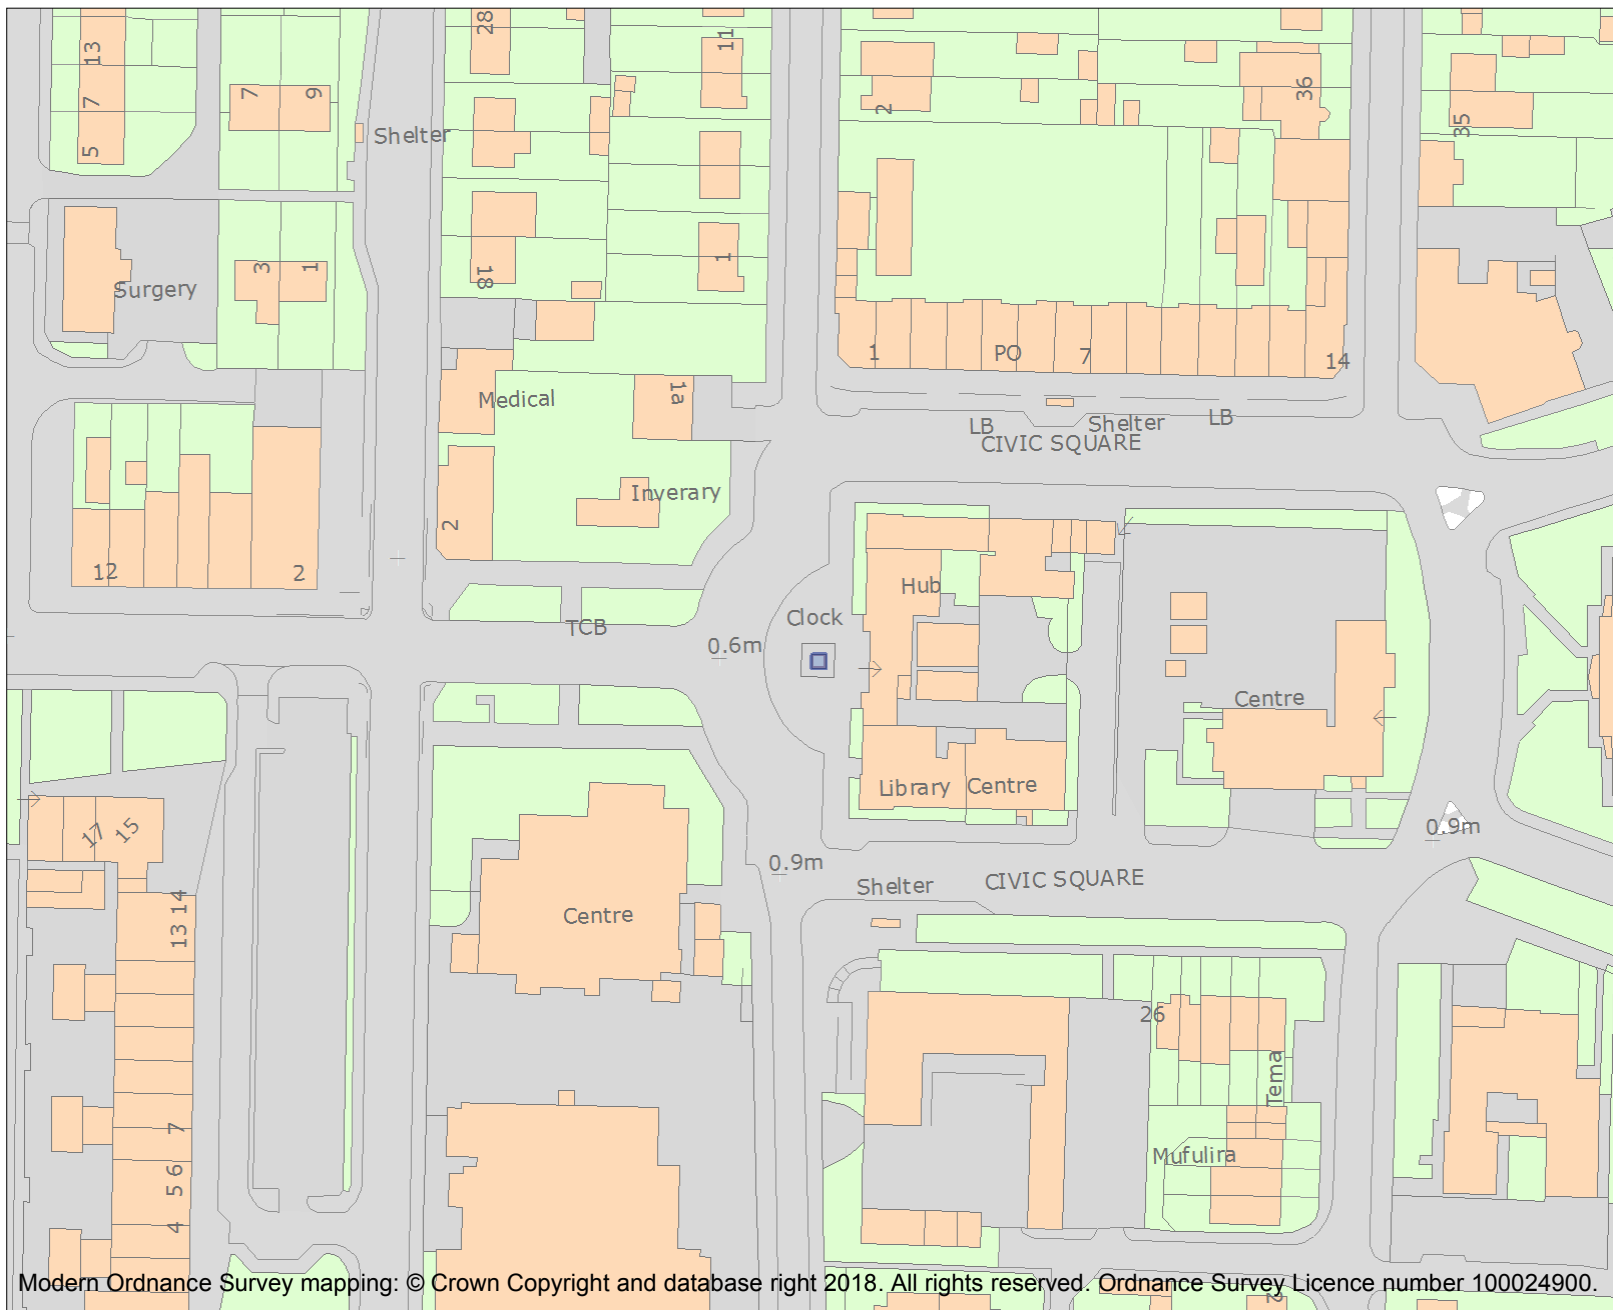 28
11
13
7
5
7
9
Shelter
2
36
35
Surgery
3
1
18
1
1
PO
7
14
Medical
1a
LB
Shelter
LB
CIVIC SQUARE
Inverary
2
12
2
Hub
Clock
TCB
0.6m
Centre
Library
Centre
17
15
0.9m
0.9m
Shelter
CIVIC SQUARE
13 14
Centre
26
Tema
7
Mufulira
5 6
4
Modern Ordnance Survey mapping: © Crown Copyright and database right 2018. All rights reserved. Ordnance Survey Licence number 100024900.